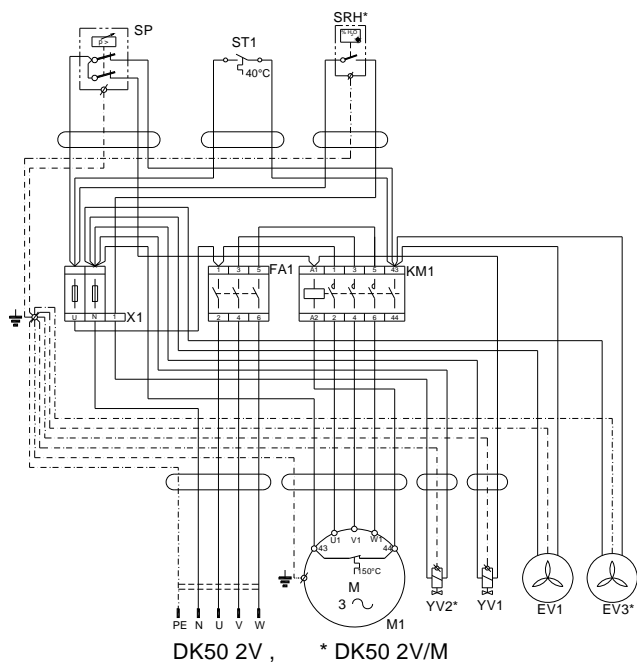 SP
p >
ST1
40°C
SRH*
% H₂O
FA1
1 3 5
2 4 6
KM1
A1 1 3 5 43
A2 2 4 6 44
X1
U N 1
U1 V1 W1
43 44
150°C
M
3
M1
YV2*
YV1
EV1
EV3*
PE N U V W
DK50 2V , * DK50 2V/M